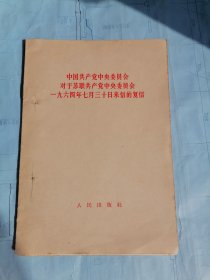 中国共产党中央委员会
对于苏联共产党中央委员会
一九六四年七月三十日来信的复信
人民出版社